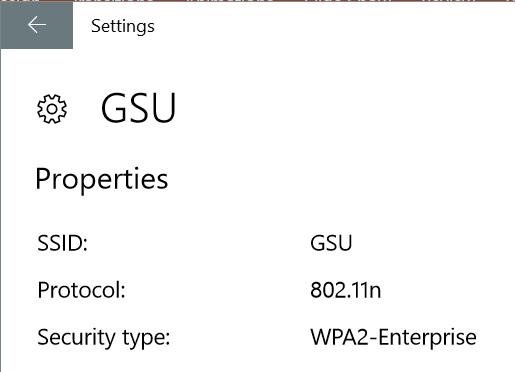 Settings
GSU
Properties
SSID: GSU
Protocol: 802.11n
Security type: WPA2-Enterprise